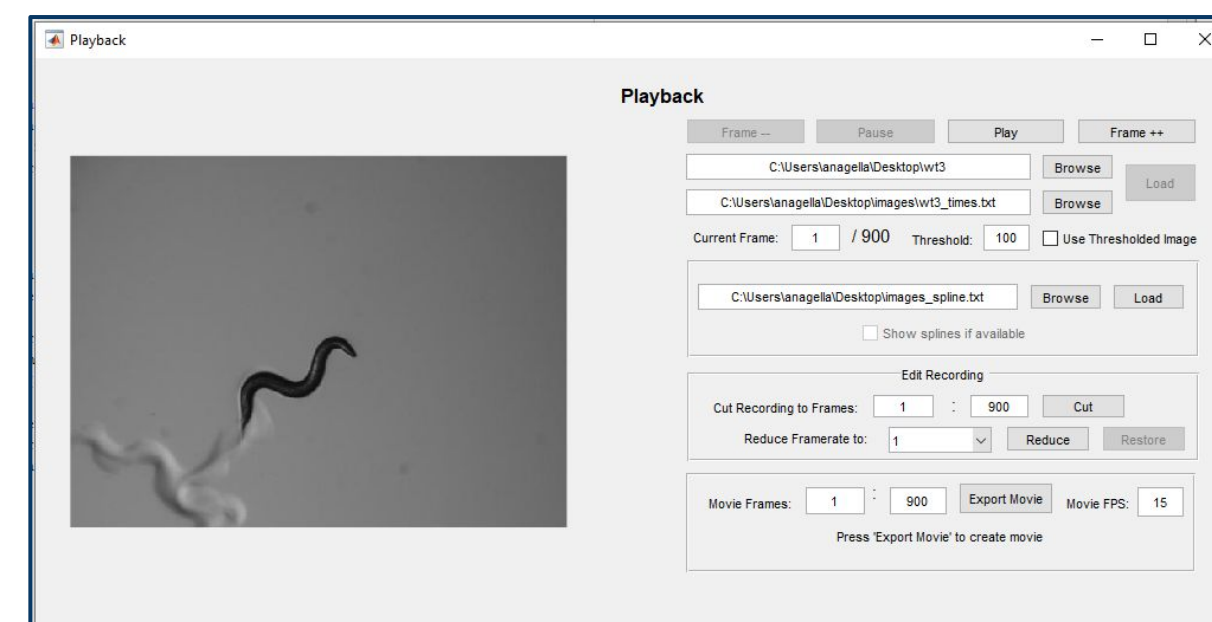 Playback
Playback
Frame -- Pause Play Frame ++
C:\Users\anagella\Desktop\wt3 Browse
Load
C:\Users\anagella\Desktop\images\wt3_times.txt Browse
Current Frame: 1 / 900 Threshold: 100 Use Thresholded Image
C:\Users\anagella\Desktop\images_spline.txt Browse Load
Show splines if available
Edit Recording
Cut Recording to Frames: 1 : 900 Cut
Reduce Framerate to: 1 Reduce Restore
Movie Frames: 1 : 900 Export Movie Movie FPS: 15
Press 'Export Movie' to create movie